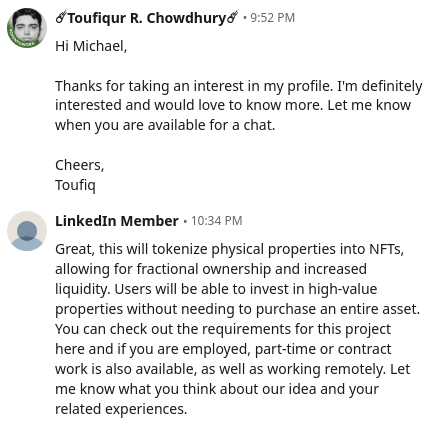 Toufiqur R. Chowdhury • 9:52 PM
Hi Michael,
Thanks for taking an interest in my profile. I'm definitely
interested and would love to know more. Let me know
when you are available for a chat.
Cheers,
Toufiq
LinkedIn Member • 10:34 PM
Great, this will tokenize physical properties into NFTs,
allowing for fractional ownership and increased
liquidity. Users will be able to invest in high-value
properties without needing to purchase an entire asset.
You can check out the requirements for this project
here and if you are employed, part-time or contract
work is also available, as well as working remotely. Let
me know what you think about our idea and your
related experiences.